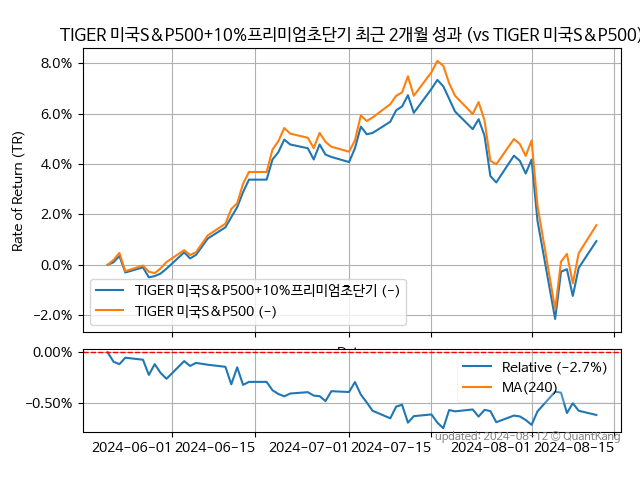 TIGER 미국S&P500+10%프리미엄초단기 최근 2개월 성과 (vs TIGER 미국S&P500)
8.0%
6.0%
4.0%
2.0%
0.0%
−2.0%
Rate of Return (TR)
TIGER 미국S&P500+10%프리미엄초단기 (-)
TIGER 미국S&P500 (-)
0.00%
−0.50%
Relative (-2.7%)
MA(240)
updated: 2024-08-12 © QuantKang
2024-06-01 2024-06-15 2024-07-01 2024-07-15 2024-08-01 2024-08-15